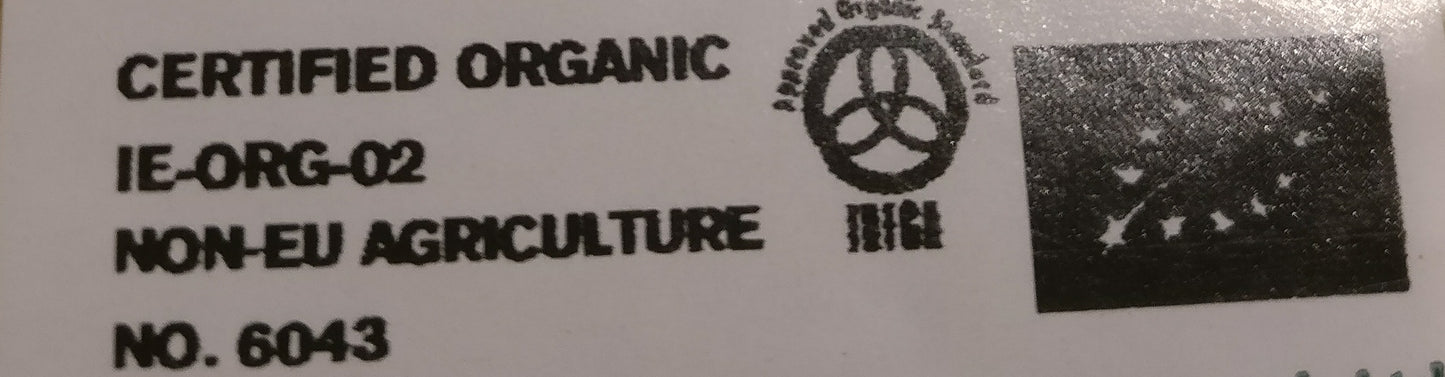 CERTIFIED ORGANIC
IE-ORG-02
NON-EU AGRICULTURE
NO. 6043
Approved Organic Standard